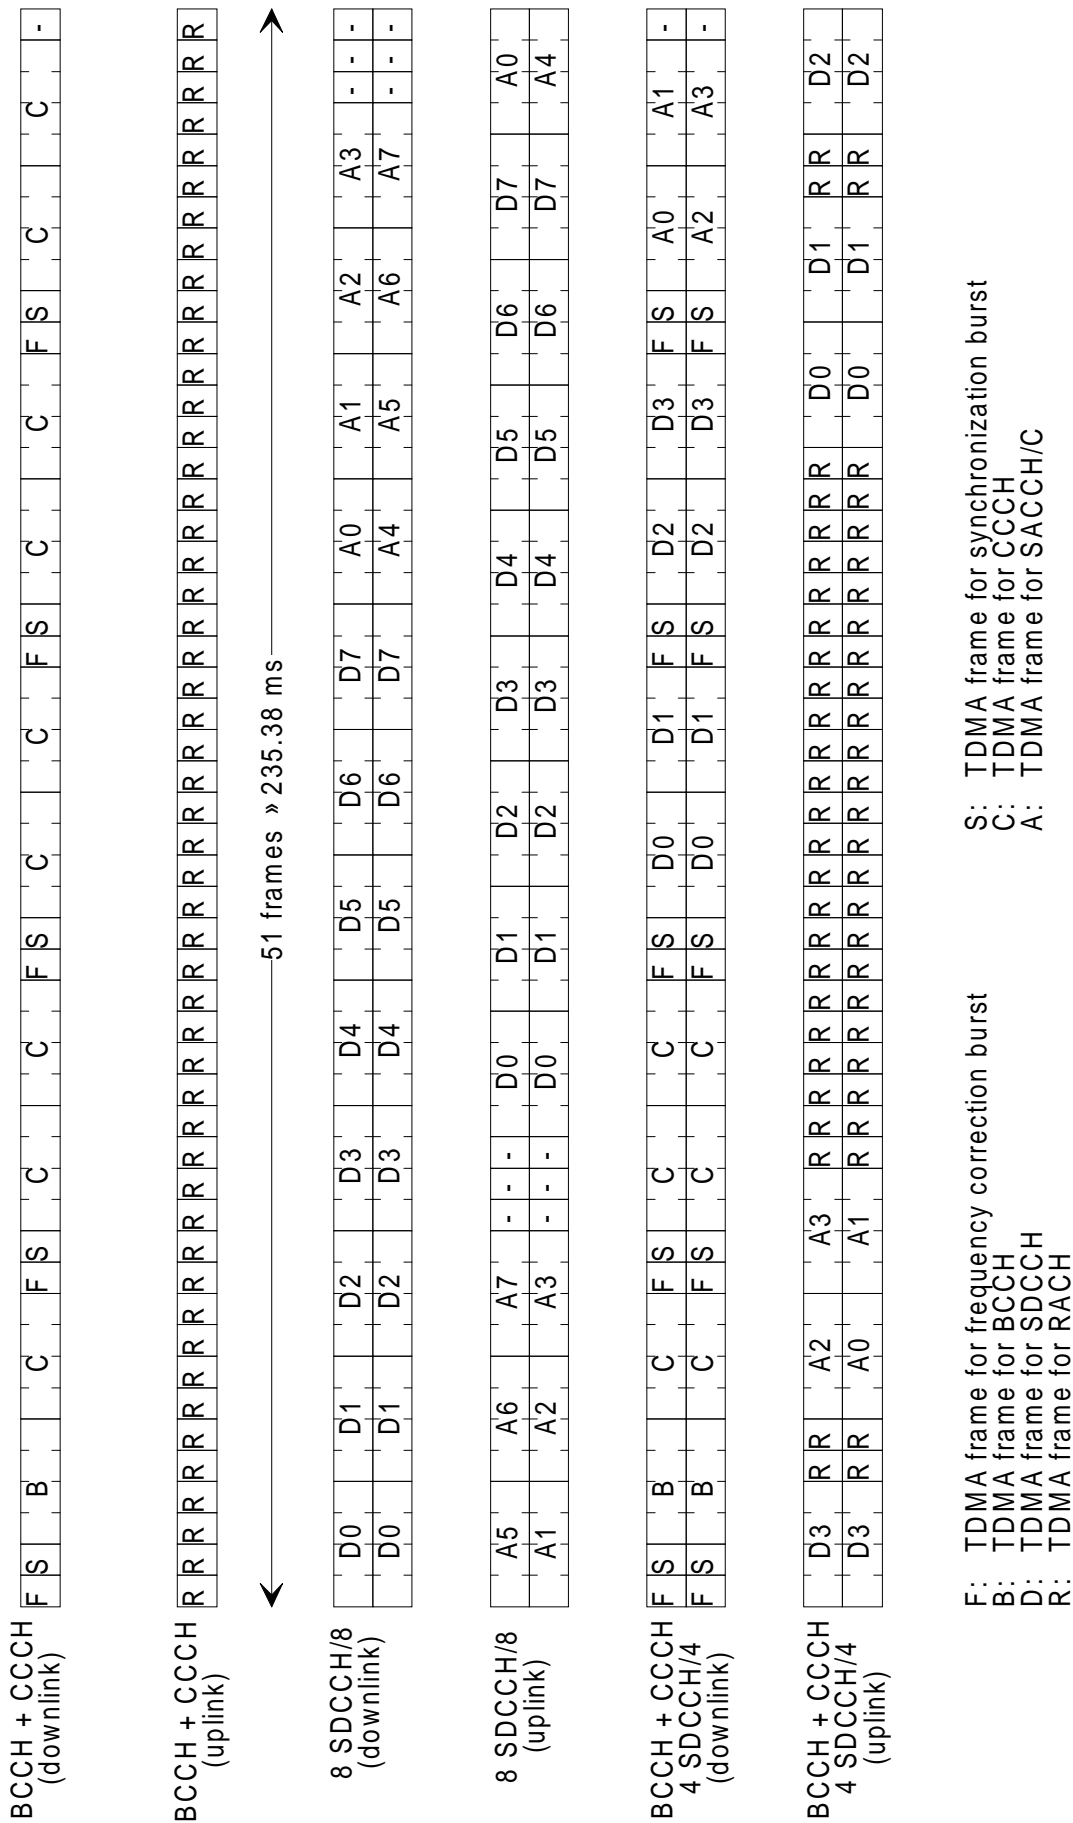 BCCH + CCCH
(downlink)
F S B C F S C C F S C C F S C C F S C C -
BCCH + CCCH
(uplink)
R R R R R R R R R R R R R R R R R R R R R R R R R R R R R R R R R R R R R R R R R R R R R R R R R R R
51 frames » 235.38 ms
8 SDCCH/8
(downlink)
D0 D1 D2 D3 D4 D5 D6 D7 A0 A1 A2 A3 - - -
D0 D1 D2 D3 D4 D5 D6 D7 A4 A5 A6 A7 - - -
8 SDCCH/8
(uplink)
A5 A6 A7 - - - D0 D1 D2 D3 D4 D5 D6 D7 A0
A1 A2 A3 - - - D0 D1 D2 D3 D4 D5 D6 D7 A4
BCCH + CCCH
4 SDCCH/4
(downlink)
F S B C F S C C F S D0 D1 F S D2 D3 F S A0 A1 -
F S B C F S C C F S D0 D1 F S D2 D3 F S A2 A3 -
BCCH + CCCH
4 SDCCH/4
(uplink)
D3 R R A2 A3 R R R R R R R R R R R R R R R R R R R R R R R D0 D1 R R D2
D3 R R A0 A1 R R R R R R R R R R R R R R R R R R R R R R R D0 D1 R R D2
F: TDMA frame for frequency correction burst
B: TDMA frame for BCCH
D: TDMA frame for SDCCH
R: TDMA frame for RACH
S: TDMA frame for synchronization burst
C: TDMA frame for CCCH
A: TDMA frame for SACCH/C